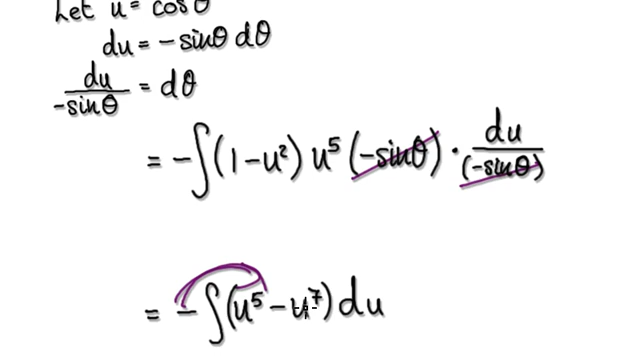 Let u = cosθ
du = -sinθ dθ
du/-sinθ = dθ
= -∫(1-u²) u⁵ (-sinθ) · du/(-sinθ)
= -∫(u⁵-u⁷) du